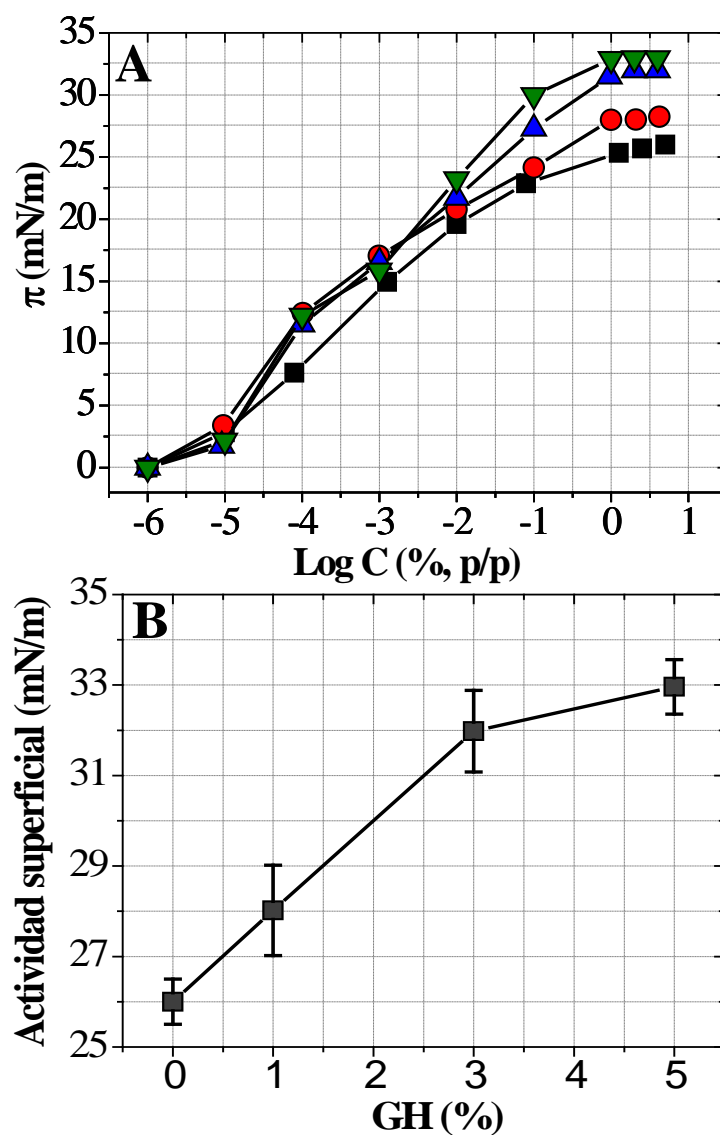 A
35
30
25
20
15
10
5
0
π (mN/m)
-6 -5 -4 -3 -2 -1 0 1
Log C (%, p/p)
B
35
33
31
29
27
25
Actividad superficial (mN/m)
0 1 2 3 4 5
GH (%)